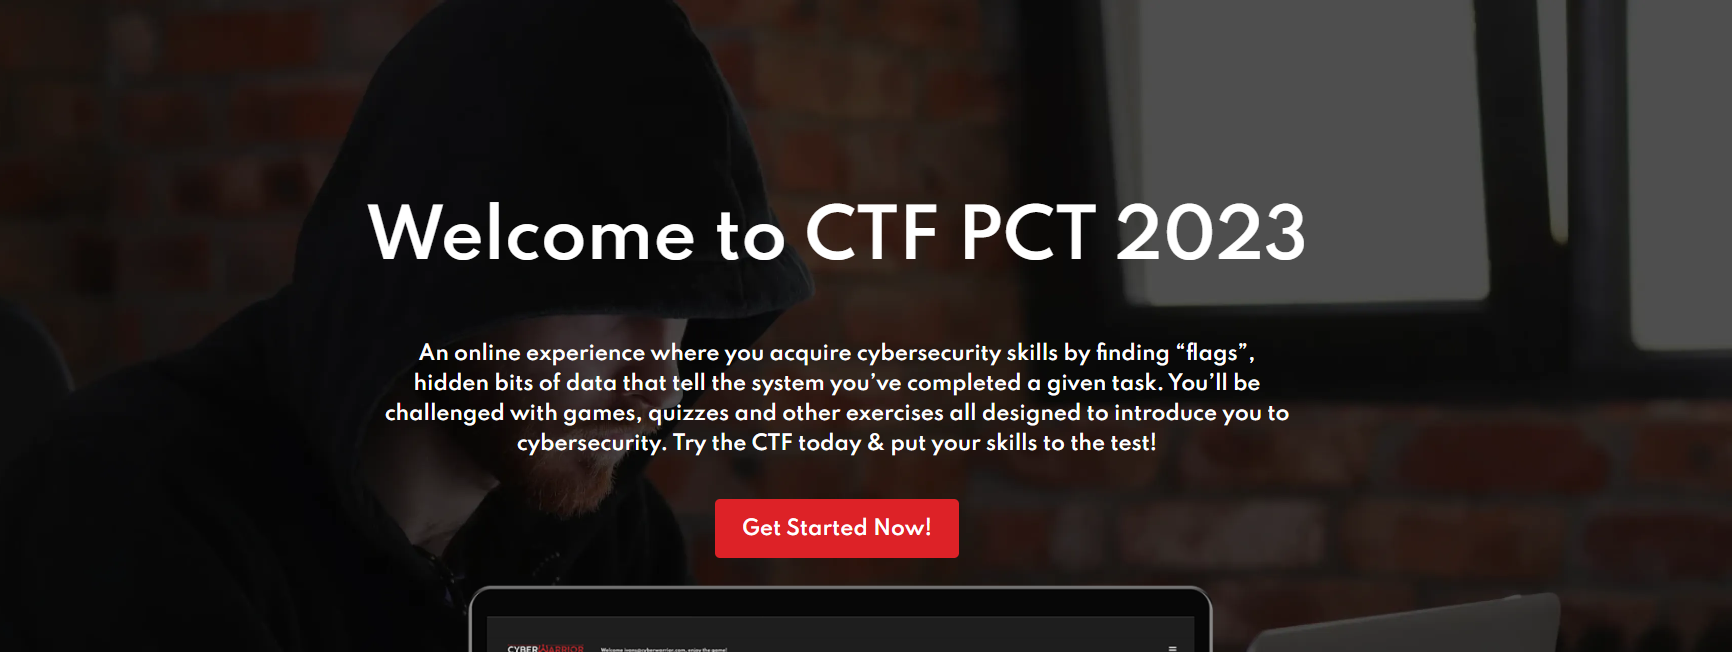 Welcome to CTF PCT 2023
An online experience where you acquire cybersecurity skills by finding “flags”,
hidden bits of data that tell the system you’ve completed a given task. You’ll be
challenged with games, quizzes and other exercises all designed to introduce you to
cybersecurity. Try the CTF today & put your skills to the test!
Get Started Now!
CYBERWARRIOR